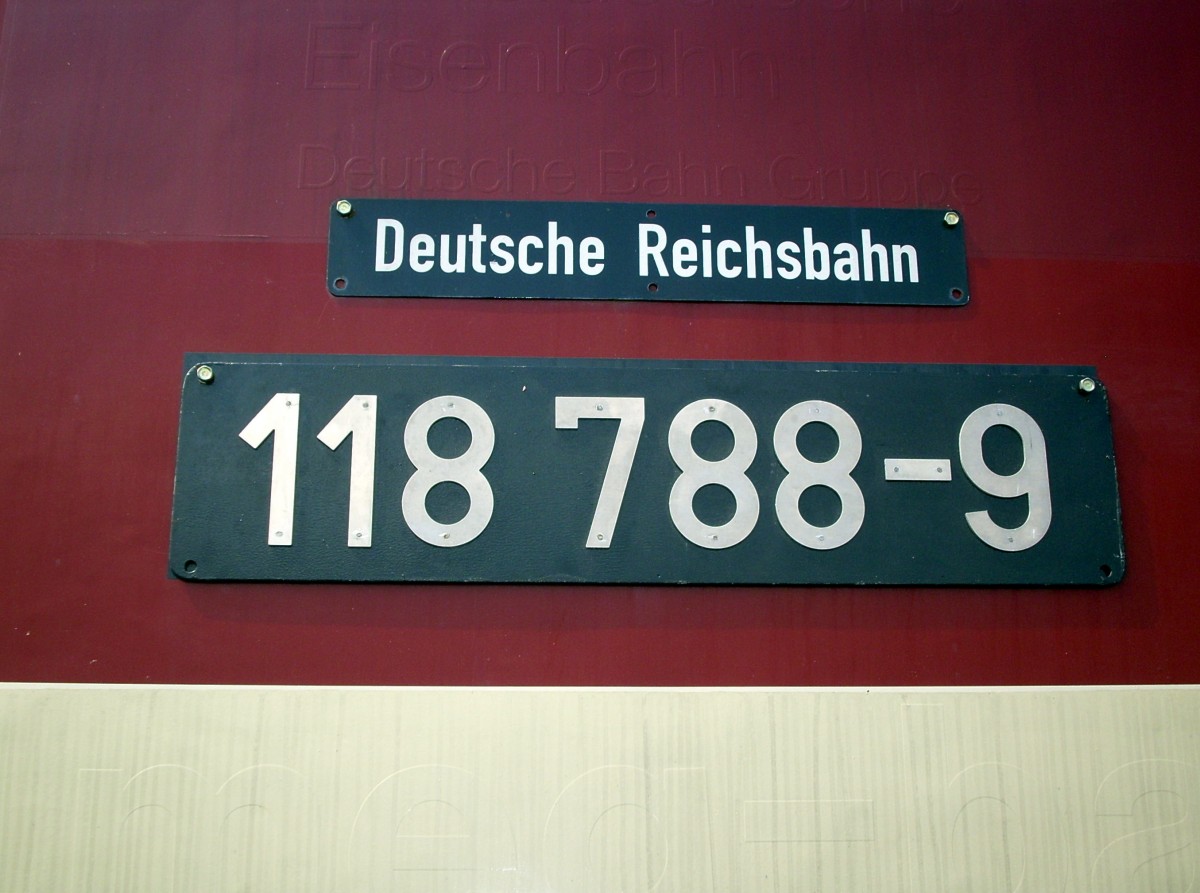 Eisenbahn
Deutsche Bahn Gruppe
Deutsche Reichsbahn
118 788-9